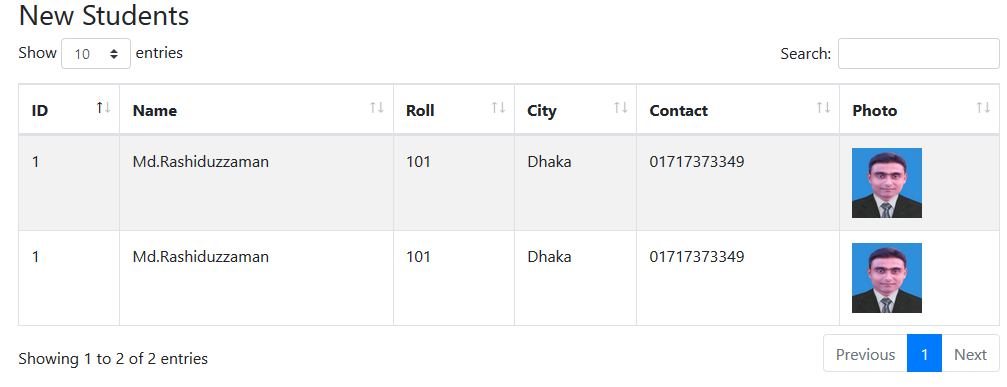 New Students
Show 10 entries Search:
ID Name Roll City Contact Photo
1 Md.Rashiduzzaman 101 Dhaka 01717373349
1 Md.Rashiduzzaman 101 Dhaka 01717373349
Showing 1 to 2 of 2 entries Previous 1 Next